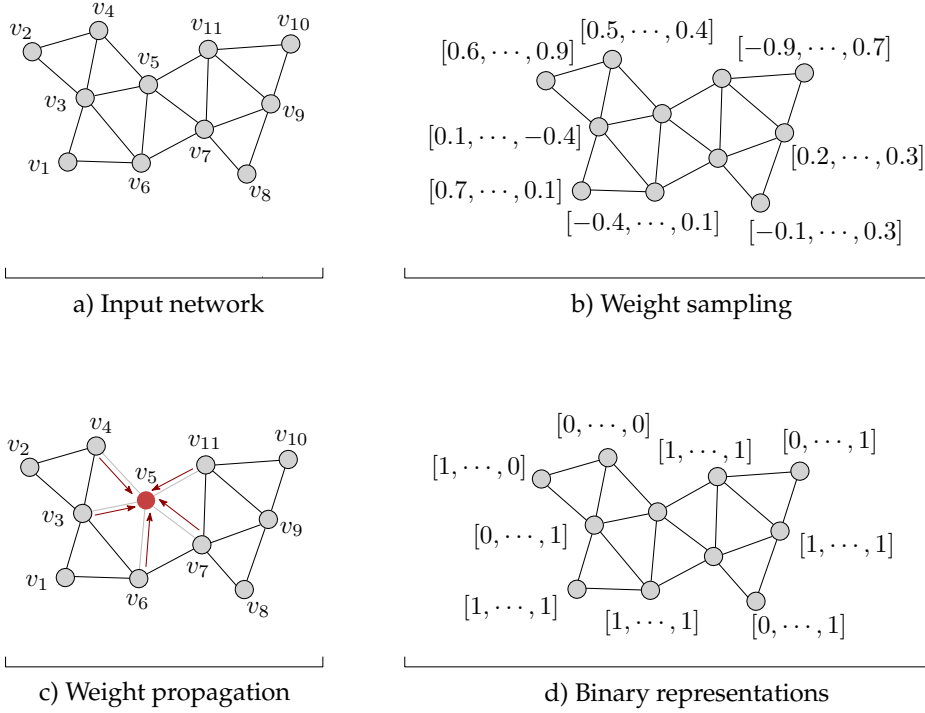 v4
v2
v11
v10
v5
v3
v9
v7
v1
v6
v8
a) Input network
[0.5, ⋯, 0.4]
[0.6, ⋯, 0.9]
[−0.9, ⋯, 0.7]
[0.1, ⋯, −0.4]
[0.2, ⋯, 0.3]
[0.7, ⋯, 0.1]
[−0.4, ⋯, 0.1]
[−0.1, ⋯, 0.3]
b) Weight sampling
v4
v2
v11
v10
v5
v3
v9
v7
v1
v6
v8
c) Weight propagation
[0, ⋯, 0]
[1, ⋯, 1]
[0, ⋯, 1]
[1, ⋯, 0]
[0, ⋯, 1]
[1, ⋯, 1]
[1, ⋯, 1]
[1, ⋯, 1]
[0, ⋯, 1]
d) Binary representations